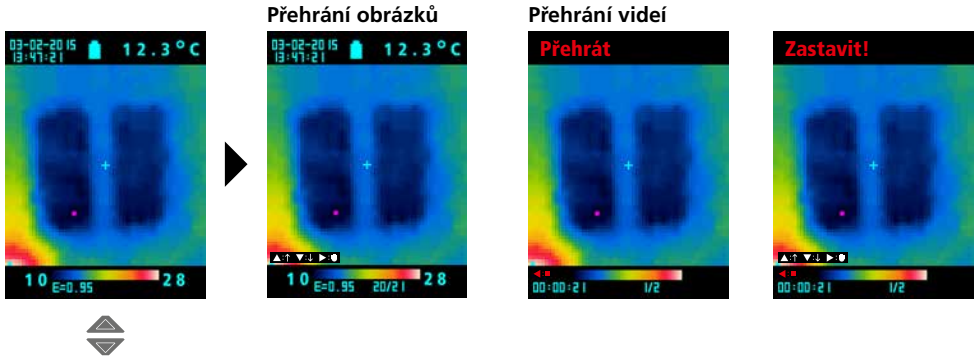 Přehrání obrázků
Přehrání videí
03-02-2015
13:47:21
12.3°C
10
E=0.95
28
03-02-2015
13:47:21
12.3°C
▲:↑ ▼:↓ ▶:
10
E=0.95
20/21
28
Přehrát
◀:■
00:00:21
1/2
Zastavit!
▲:↑ ▼:↓ ▶:
◀:■
00:00:21
1/2